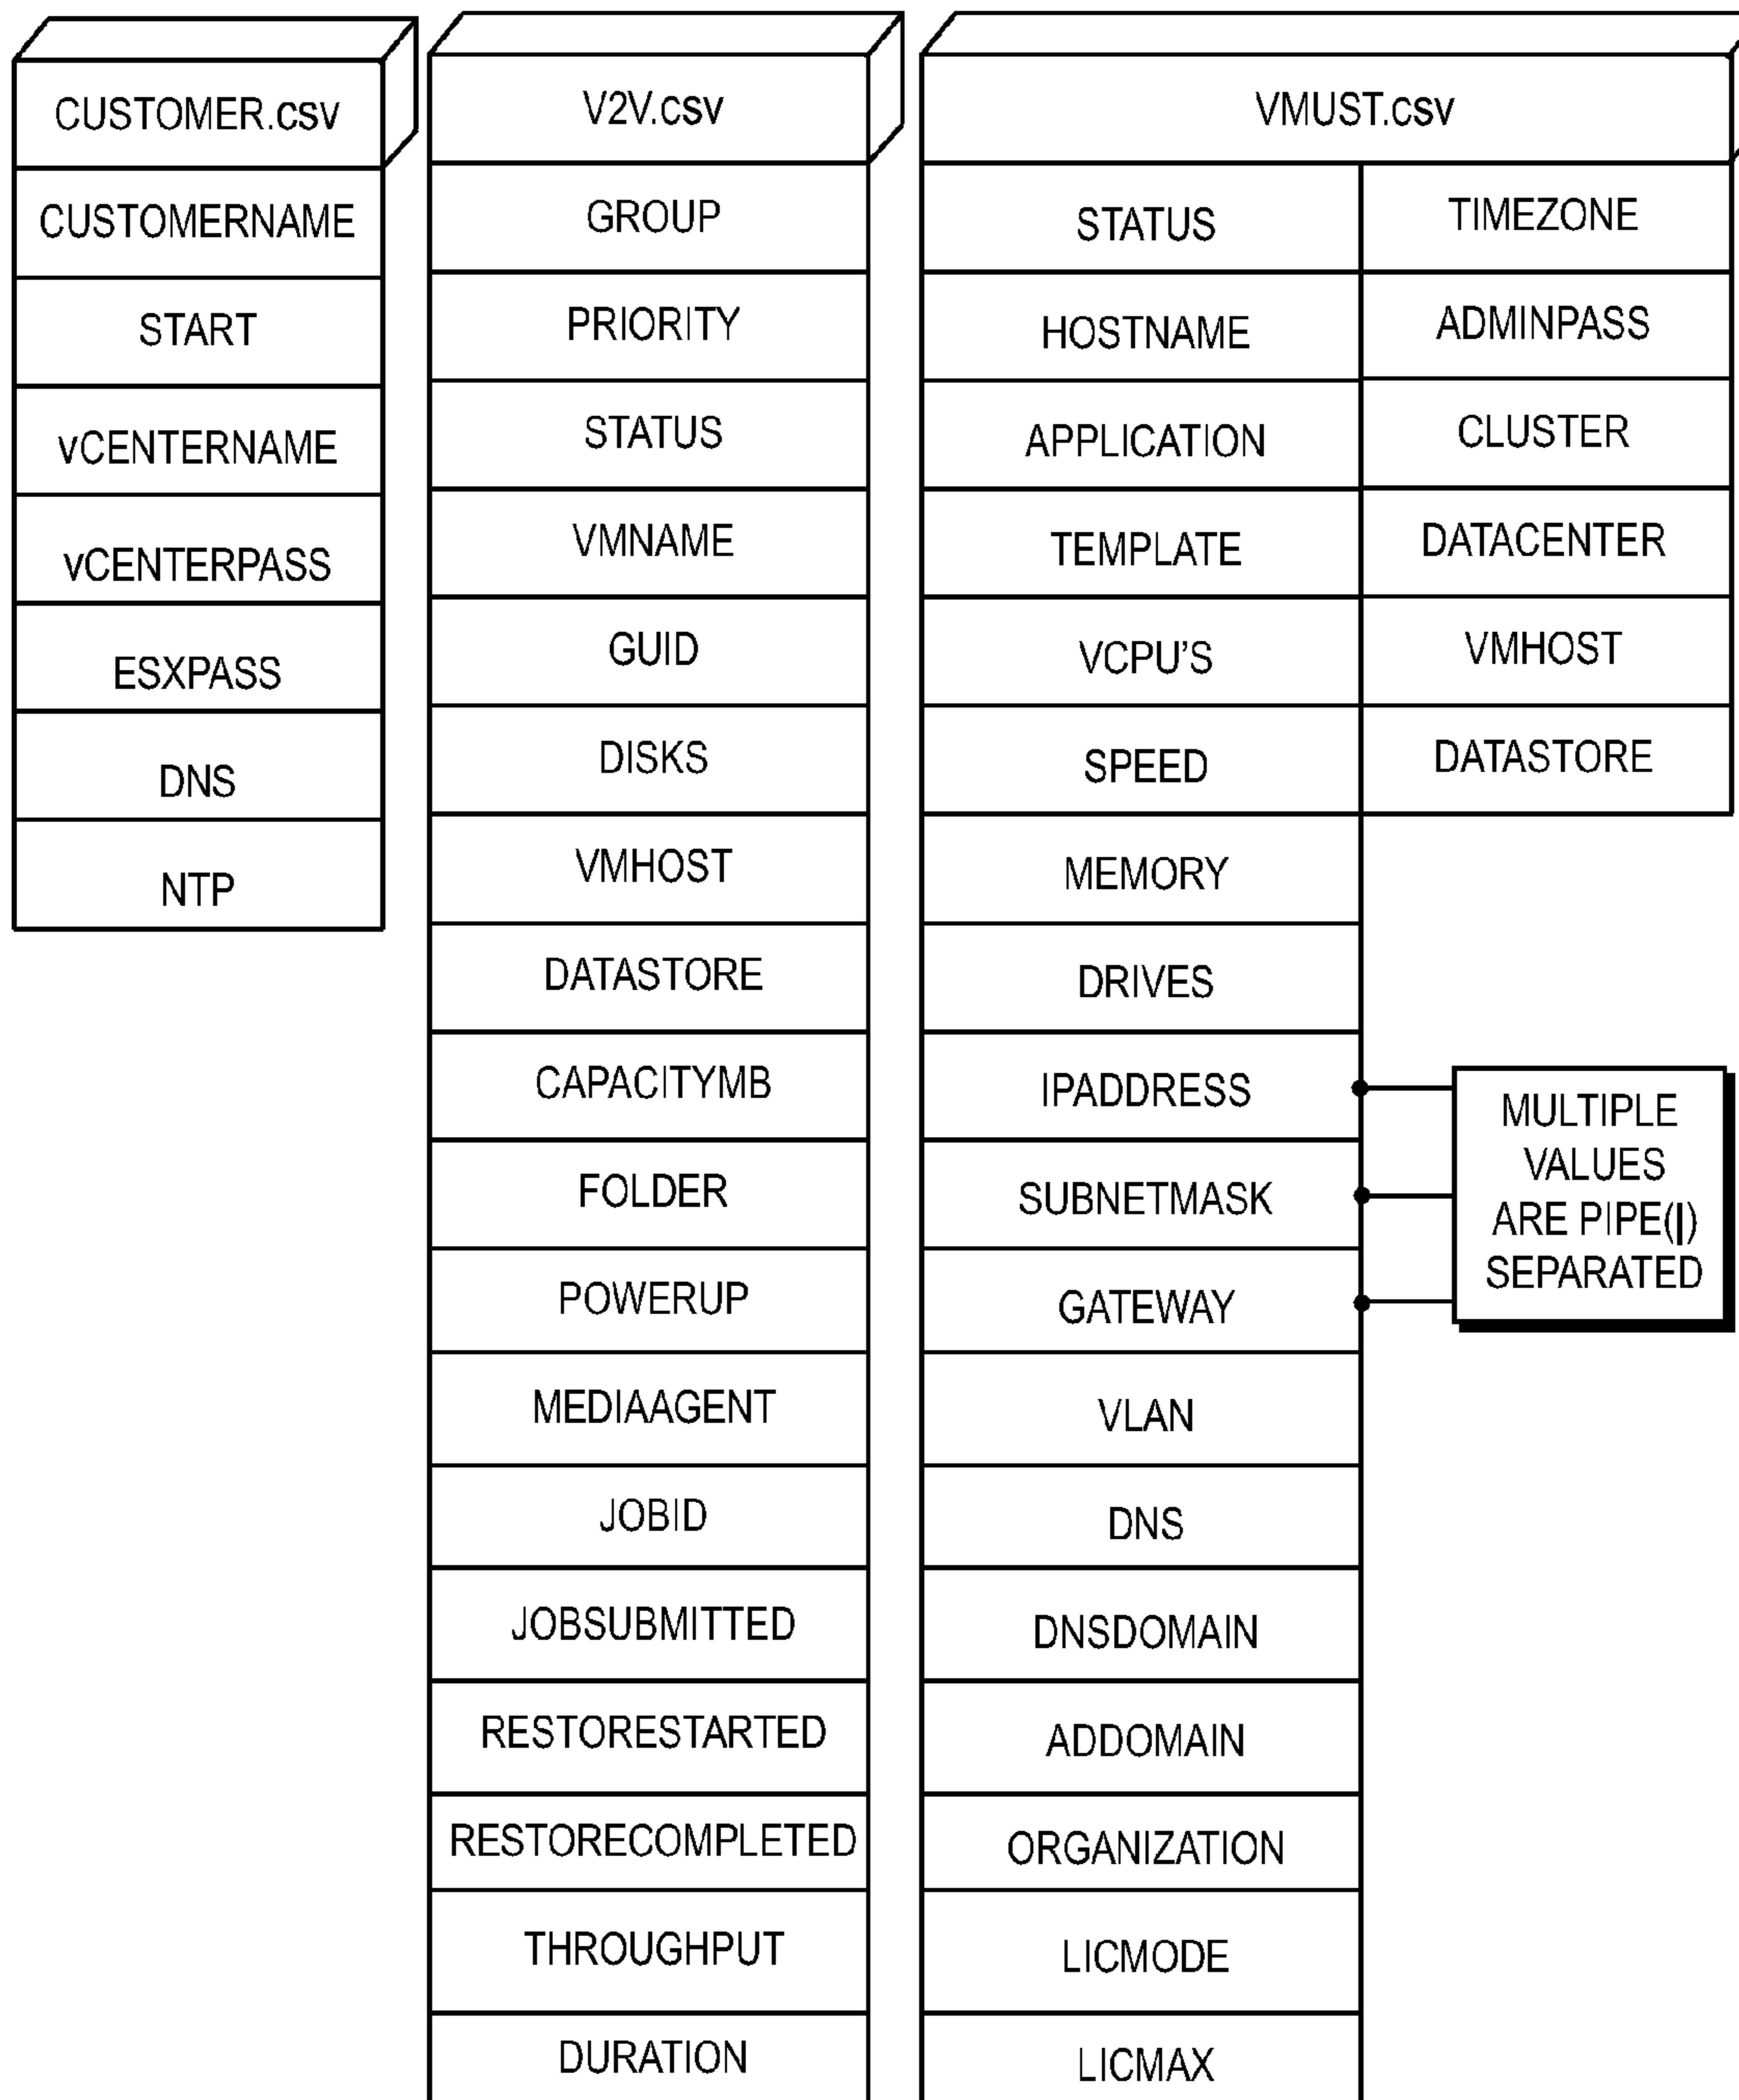 CUSTOMER.csv
CUSTOMERNAME
START
vCENTERNAME
vCENTERPASS
ESXPASS
DNS
NTP
V2V.csv
GROUP
PRIORITY
STATUS
VMNAME
GUID
DISKS
VMHOST
DATASTORE
CAPACITYMB
FOLDER
POWERUP
MEDIAAGENT
JOBID
JOBSUBMITTED
RESTORESTARTED
RESTORECOMPLETED
THROUGHPUT
DURATION
VMUST.csv
STATUS
HOSTNAME
APPLICATION
TEMPLATE
VCPU'S
SPEED
MEMORY
DRIVES
IPADDRESS
SUBNETMASK
GATEWAY
VLAN
DNS
DNSDOMAIN
ADDOMAIN
ORGANIZATION
LICMODE
LICMAX
TIMEZONE
ADMINPASS
CLUSTER
DATACENTER
VMHOST
DATASTORE
MULTIPLE
VALUES
ARE PIPE(|)
SEPARATED